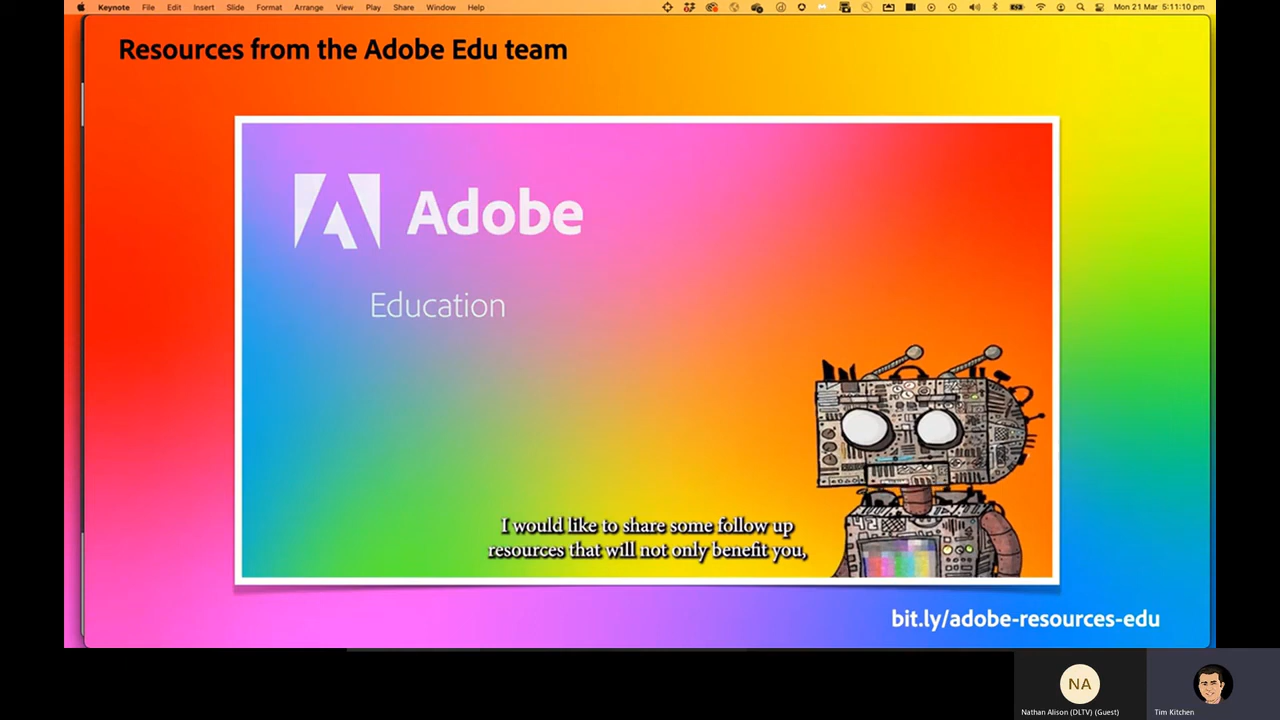 Keynote File Edit Insert Slide Format Arrange View Play Share Window Help Mon 21 Mar 5:11:10 pm
Resources from the Adobe Edu team
Adobe
Education
I would like to share some follow up
resources that will not only benefit you,
bit.ly/adobe-resources-edu
NA
Nathan Alison (DLTV) (Guest)
Tim Kitchen